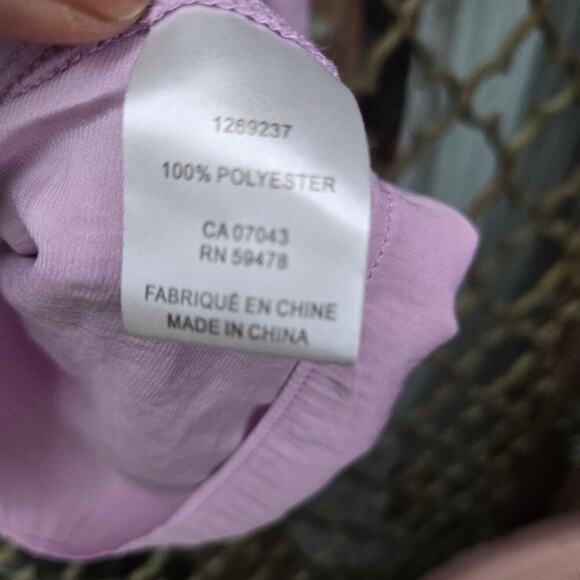 1269237
100% POLYESTER
CA 07043
RN 59478
FABRIQUÉ EN CHINE
MADE IN CHINA